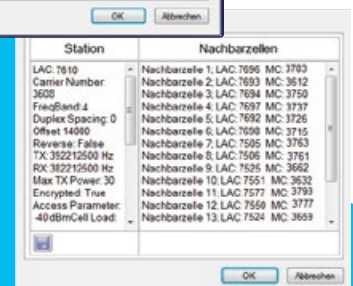 OK Abbrechen
Station Nachbarzellen
LAC: 7610
Carrier Number:
3608
FreqBand:4
Duplex Spacing: 0
Offset 14000
Reverse: False
TX: 382212500 Hz
RX: 382212500 Hz
Max TX Power: 30
Encrypted: True
Access Parameter:
-40dBmCell Load:
Nachbarzelle 1; LAC: 7696 MC: 3703
Nachbarzelle 2; LAC: 7693 MC: 3612
Nachbarzelle 3; LAC: 7694 MC: 3750
Nachbarzelle 4; LAC: 7697 MC: 3737
Nachbarzelle 5; LAC: 7692 MC: 3726
Nachbarzelle 6; LAC: 7698 MC: 3715
Nachbarzelle 7; LAC: 7505 MC: 3763
Nachbarzelle 8; LAC: 7506 MC: 3761
Nachbarzelle 9; LAC: 7525 MC: 3662
Nachbarzelle 10: LAC: 7551 MC: 3632
Nachbarzelle 11: LAC: 7577 MC: 3793
Nachbarzelle 12: LAC: 7550 MC: 3777
Nachbarzelle 13: LAC: 7524 MC: 3659
OK Abbrechen